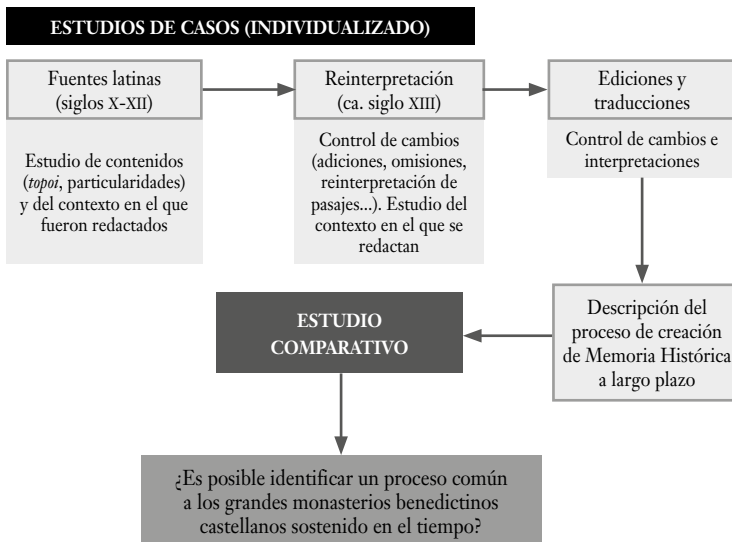 ESTUDIOS DE CASOS (INDIVIDUALIZADO)
Fuentes latinas
(siglos X-XII)
Estudio de contenidos
(topoi, particularidades)
y del contexto en el que
fueron redactados
Reinterpretación
(ca. siglo XIII)
Control de cambios
(adiciones, omisiones,
reinterpretación de
pasajes...). Estudio del
contexto en el que se
redactan
Ediciones y
traducciones
Control de cambios e
interpretaciones
Descripción del
proceso de creación
de Memoria Histórica
a largo plazo
ESTUDIO
COMPARATIVO
¿Es posible identificar un proceso común
a los grandes monasterios benedictinos
castellanos sostenido en el tiempo?